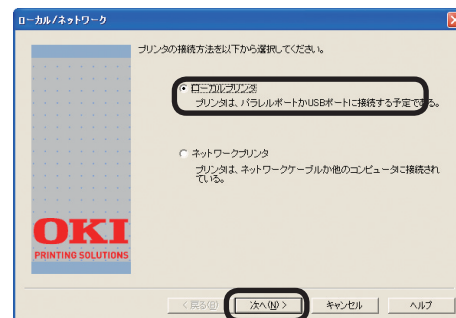 ローカル/ネットワーク
プリンタの接続方法を以下から選択してください。
ローカルプリンタ
プリンタは、パラレルポートかUSBポートに接続する予定である。
ネットワークプリンタ
プリンタは、ネットワークケーブルか他のコンピュータに接続され
ている。
OKI
PRINTING SOLUTIONS
< 戻る(B) 次へ(N) > キャンセル ヘルプ